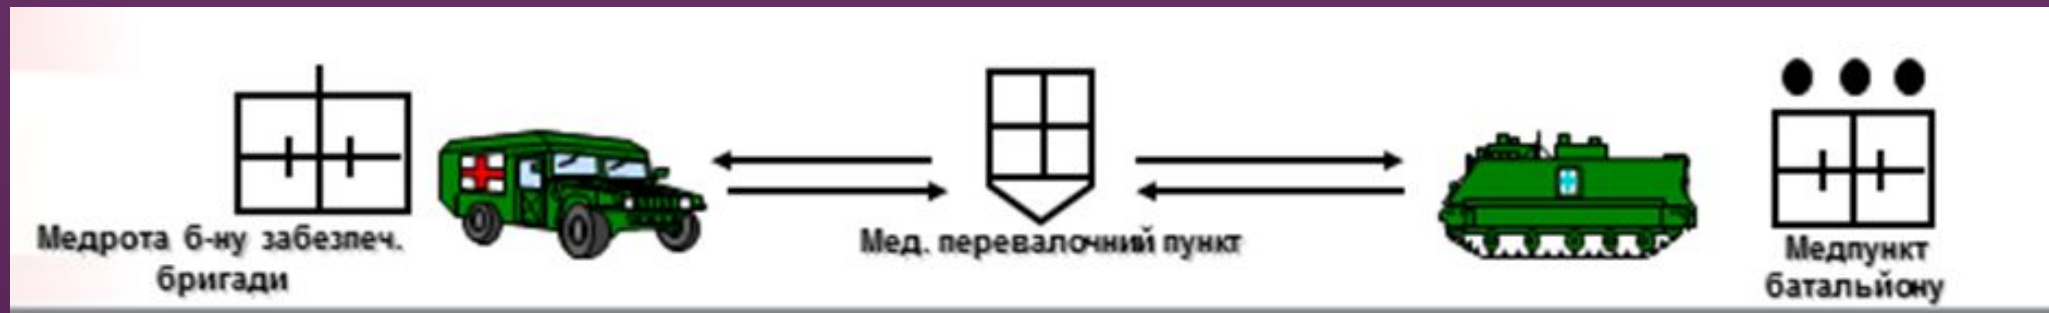 Медрота б-ну забезпеч.
бригади
Мед. перевалочний пункт
Медпункт
батальйону